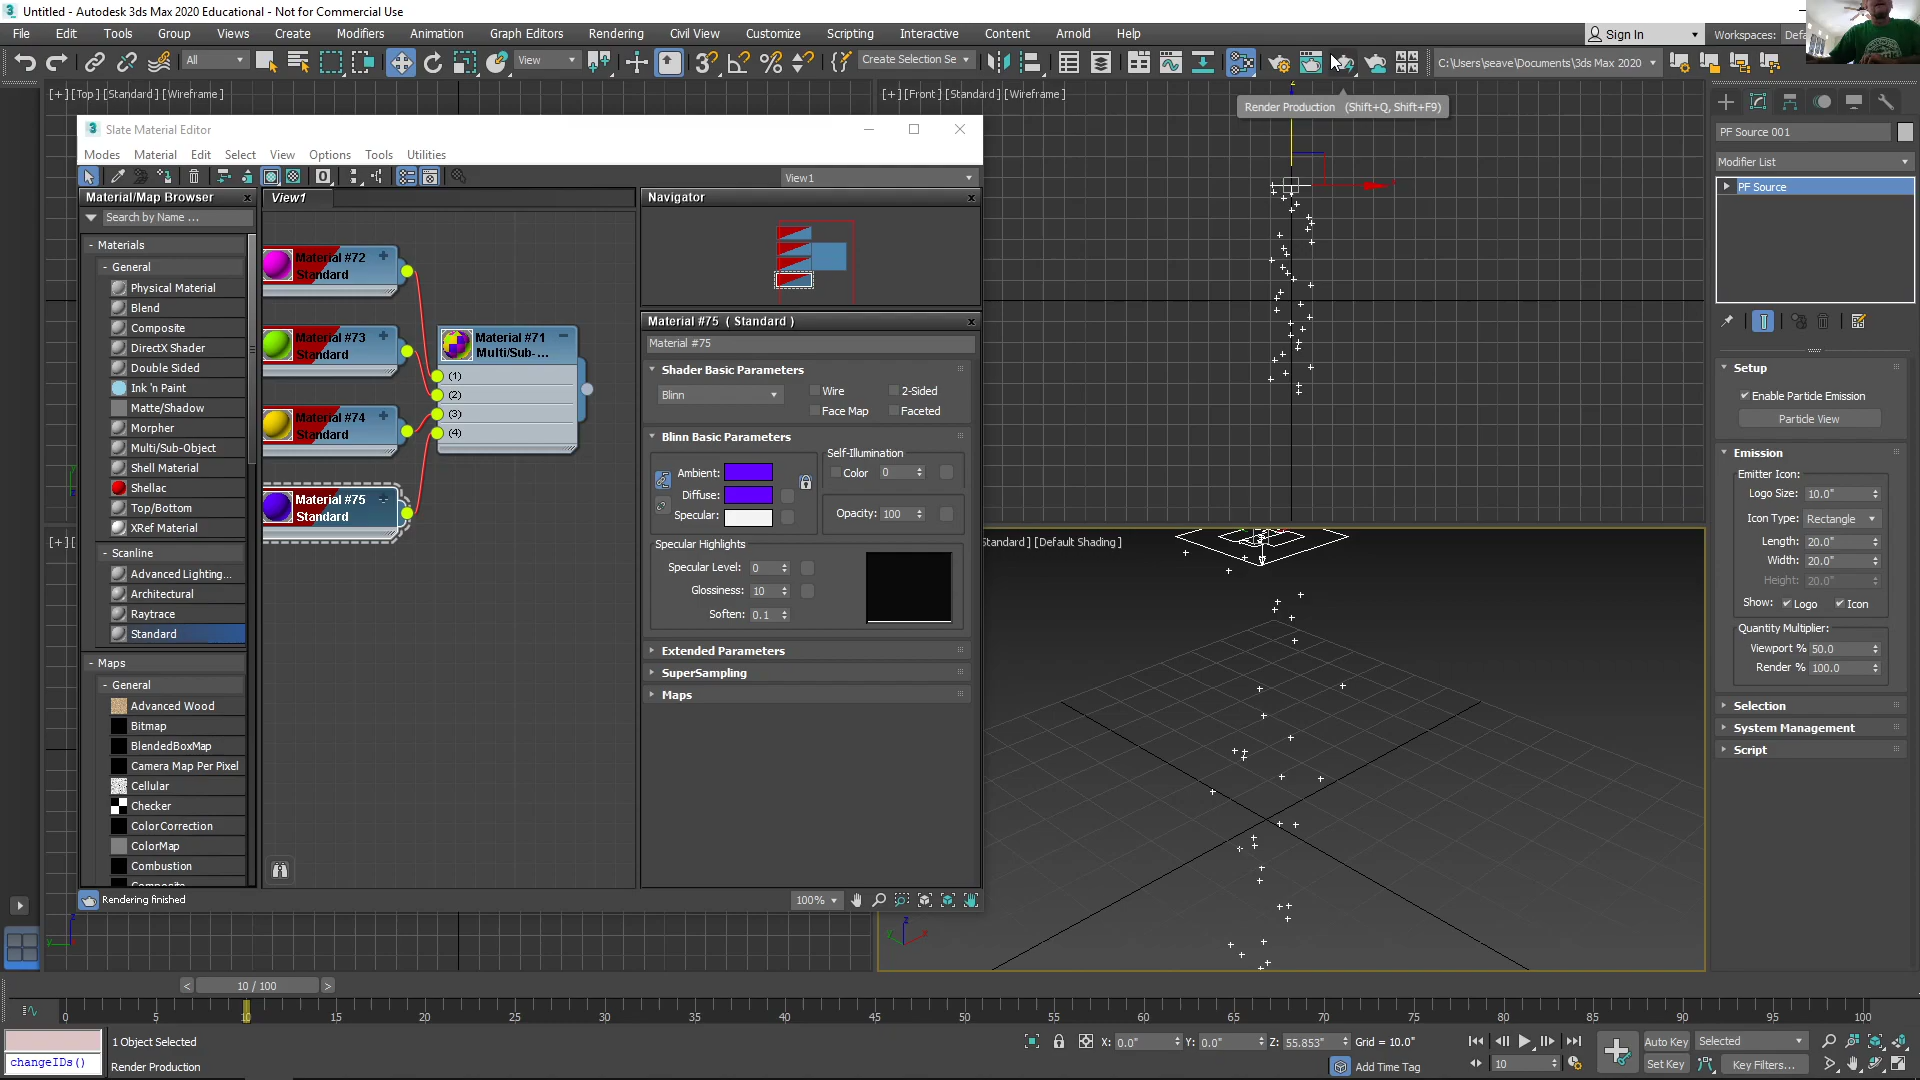 Untitled - Autodesk 3ds Max 2020 Educational - Not for Commercial Use
File Edit Tools Group Views Create Modifiers Animation Graph Editors Rendering Civil View Customize Scripting Interactive Content Arnold Help Sign In Workspaces:
All View Create Selection Se C:\Users\seave\Documents\3ds Max 2020
[+] [Top] [Standard] [Wireframe] [+] [Front] [Standard] [Wireframe]
Render Production (Shift+Q, Shift+F9)
Slate Material Editor
Modes Material Edit Select View Options Tools Utilities
View1
Material/Map Browser
Search by Name ...
- Materials
- General
Physical Material
Blend
Composite
DirectX Shader
Double Sided
Ink 'n Paint
Matte/Shadow
Morpher
Multi/Sub-Object
Shell Material
Shellac
Top/Bottom
XRef Material
- Scanline
Advanced Lighting...
Architectural
Raytrace
Standard
- Maps
- General
Advanced Wood
Bitmap
BlendedBoxMap
Camera Map Per Pixel
Cellular
Checker
ColorCorrection
ColorMap
Combustion
Rendering finished
View1
Material #72
Standard
Material #73
Standard
Material #74
Standard
Material #75
Standard
Material #71
Multi/Sub-...
(1)
(2)
(3)
(4)
100%
Navigator
Material #75 ( Standard )
Material #75
Shader Basic Parameters
Blinn Wire 2-Sided
Face Map Faceted
Blinn Basic Parameters
Self-Illumination
Ambient: Color 0
Diffuse:
Specular: Opacity: 100
Specular Highlights
Specular Level: 0
Glossiness: 10
Soften: 0.1
Extended Parameters
SuperSampling
Maps
Standard ] [Default Shading ]
PF Source 001
Modifier List
PF Source
Setup
Enable Particle Emission
Particle View
Emission
Emitter Icon:
Logo Size: 10.0"
Icon Type: Rectangle
Length: 20.0"
Width: 20.0"
Height: 20.0"
Show: Logo Icon
Quantity Multiplier:
Viewport % 50.0
Render % 100.0
Selection
System Management
Script
< 10 / 100 >
0 10 15 20 25 30 35 40 45 50 55 60 65 70 75 80 85 90 95 100
1 Object Selected
changeIDs()
Render Production
X: 0.0" Y: 0.0" Z: 55.853" Grid = 10.0"
Add Time Tag
10
Auto Key Selected
Set Key Key Filters...